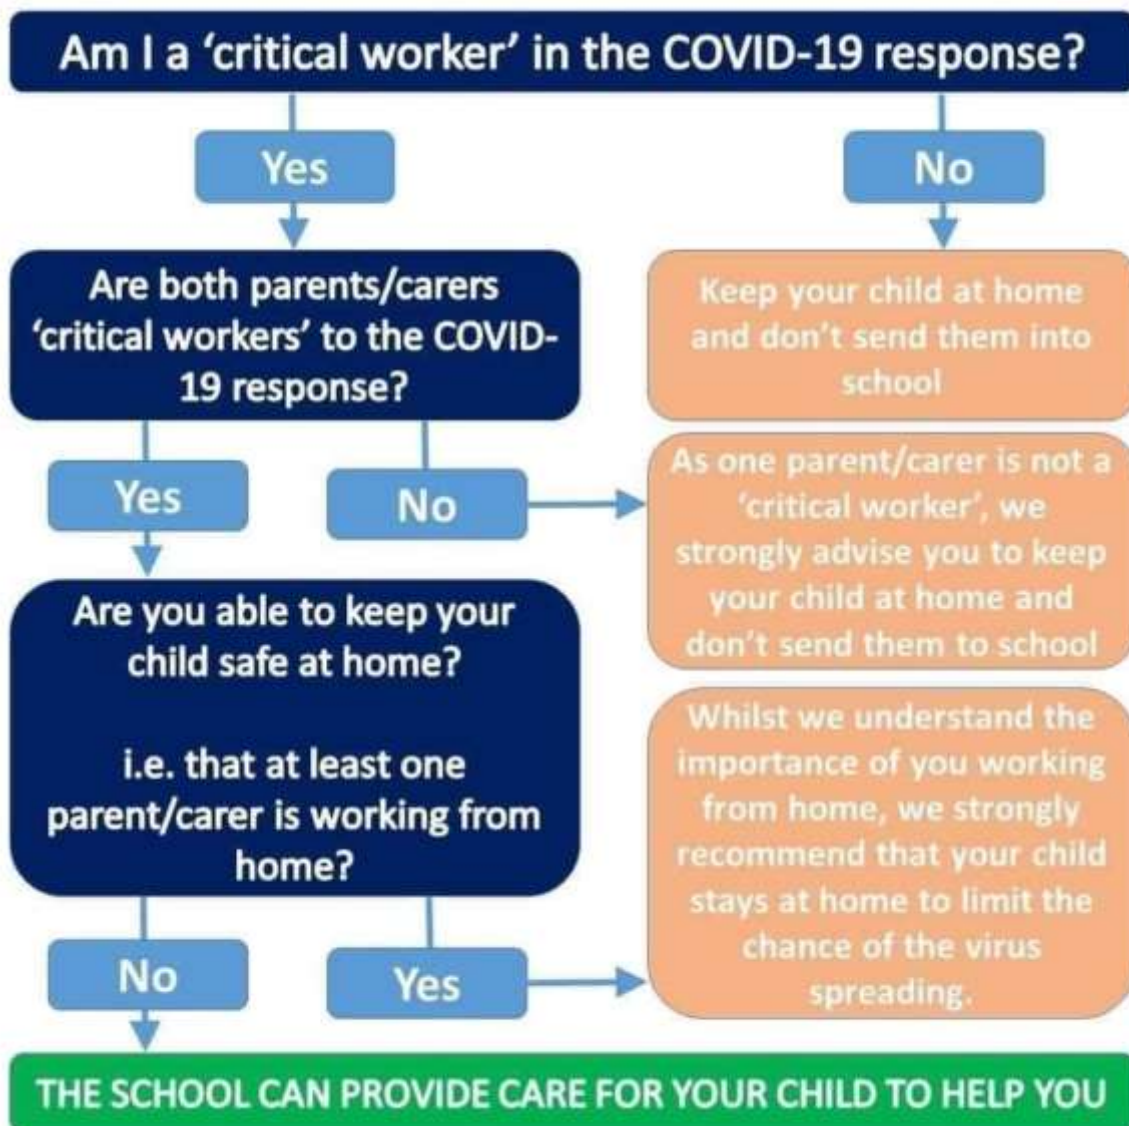 Am I a ‘critical worker’ in the COVID-19 response?
Yes
No
Are both parents/carers
‘critical workers’ to the COVID-
19 response?
Keep your child at home
and don’t send them into
school
Yes
No
As one parent/carer is not a
‘critical worker’, we
strongly advise you to keep
your child at home and
don’t send them to school
Are you able to keep your
child safe at home?
i.e. that at least one
parent/carer is working from
home?
Whilst we understand the
importance of you working
from home, we strongly
recommend that your child
stays at home to limit the
chance of the virus
spreading.
No
Yes
THE SCHOOL CAN PROVIDE CARE FOR YOUR CHILD TO HELP YOU